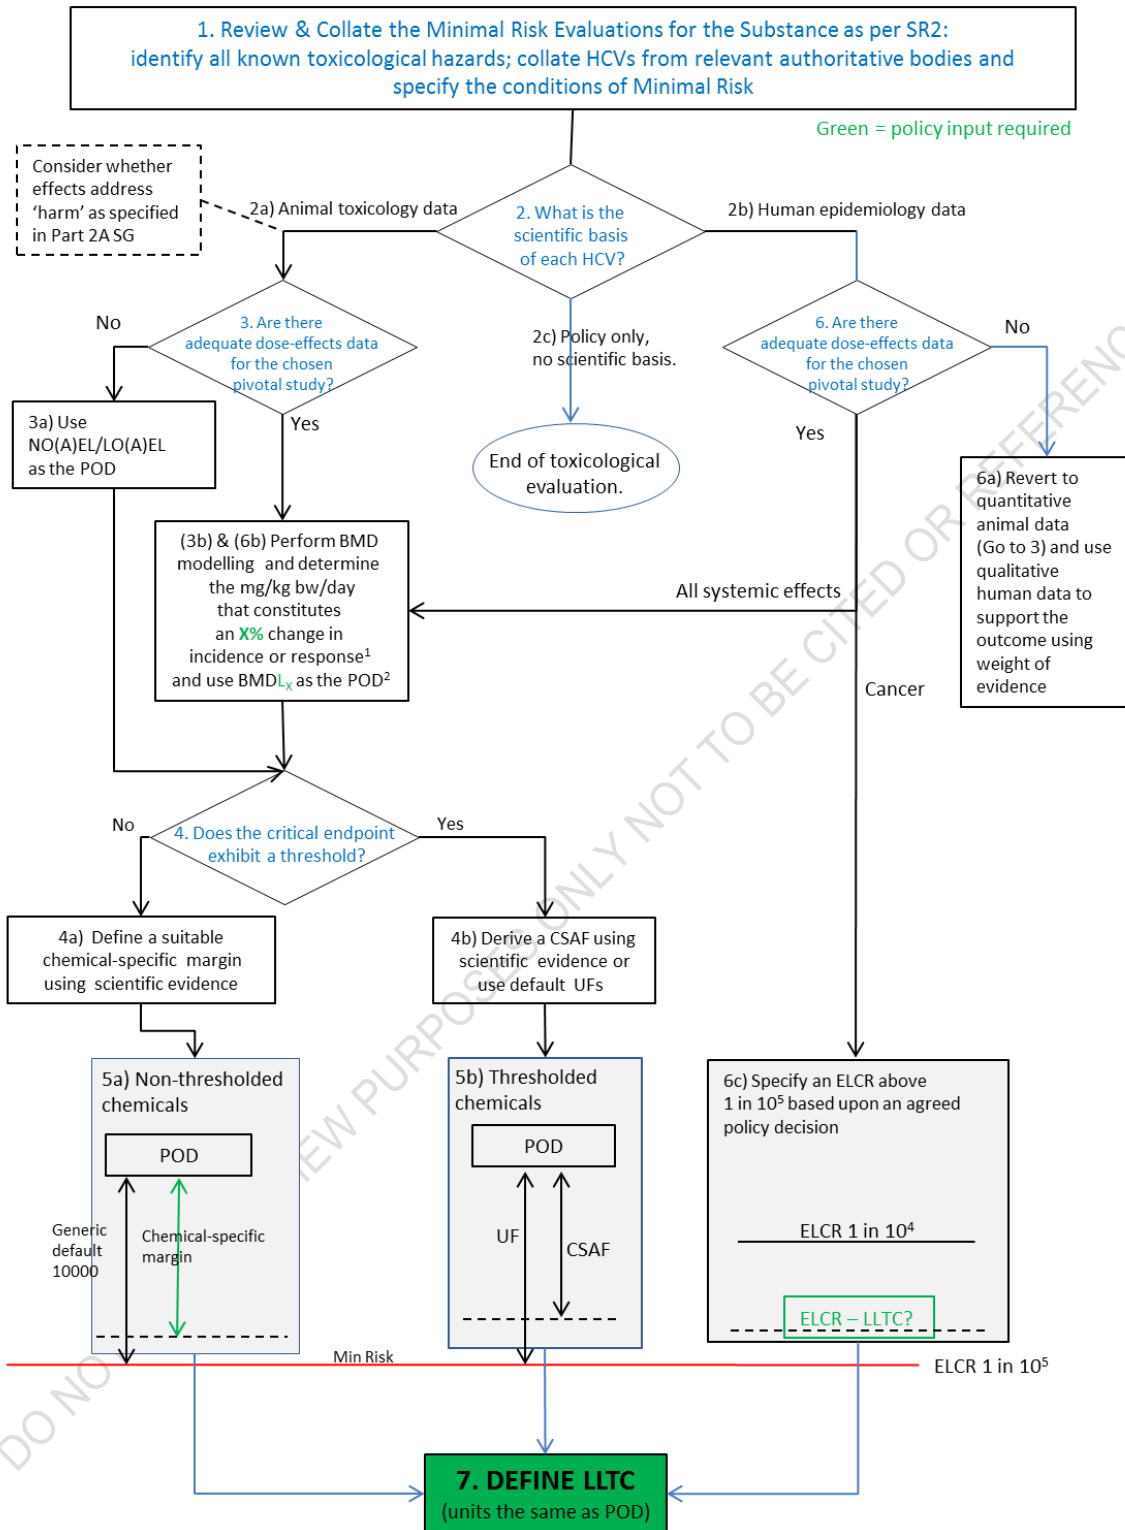 1. Review & Collate the Minimal Risk Evaluations for the Substance as per SR2:
identify all known toxicological hazards; collate HCVs from relevant authoritative bodies and
specify the conditions of Minimal Risk
Green = policy input required
Consider whether
effects address
‘harm’ as specified
in Part 2A SG
2a) Animal toxicology data
2. What is the
scientific basis
of each HCV?
2b) Human epidemiology data
No
3. Are there
adequate dose-effects data
for the chosen
pivotal study?
2c) Policy only,
no scientific basis.
6. Are there
adequate dose-effects data
for the chosen
pivotal study?
No
3a) Use
NO(A)EL/LO(A)EL
as the POD
Yes
Yes
End of toxicological
evaluation.
6a) Revert to
quantitative
animal data
(Go to 3) and use
qualitative
human data to
support the
outcome using
weight of
evidence
(3b) & (6b) Perform BMD
modelling and determine
the mg/kg bw/day
that constitutes
an X% change in
incidence or response¹
and use BMDLₓ as the POD²
All systemic effects
Cancer
No
4. Does the critical endpoint
exhibit a threshold?
Yes
4a) Define a suitable
chemical-specific margin
using scientific evidence
4b) Derive a CSAF using
scientific evidence or
use default UFs
5a) Non-thresholded
chemicals
POD
Generic
default
10000
Chemical-specific
margin
5b) Thresholded
chemicals
POD
UF
CSAF
6c) Specify an ELCR above
1 in 10⁵ based upon an agreed
policy decision
ELCR 1 in 10⁴
ELCR – LLTC?
Min Risk
ELCR 1 in 10⁵
7. DEFINE LLTC
(units the same as POD)
DO NO
IEW PURPOSES ONLY NOT TO BE CITED OR REFERENC